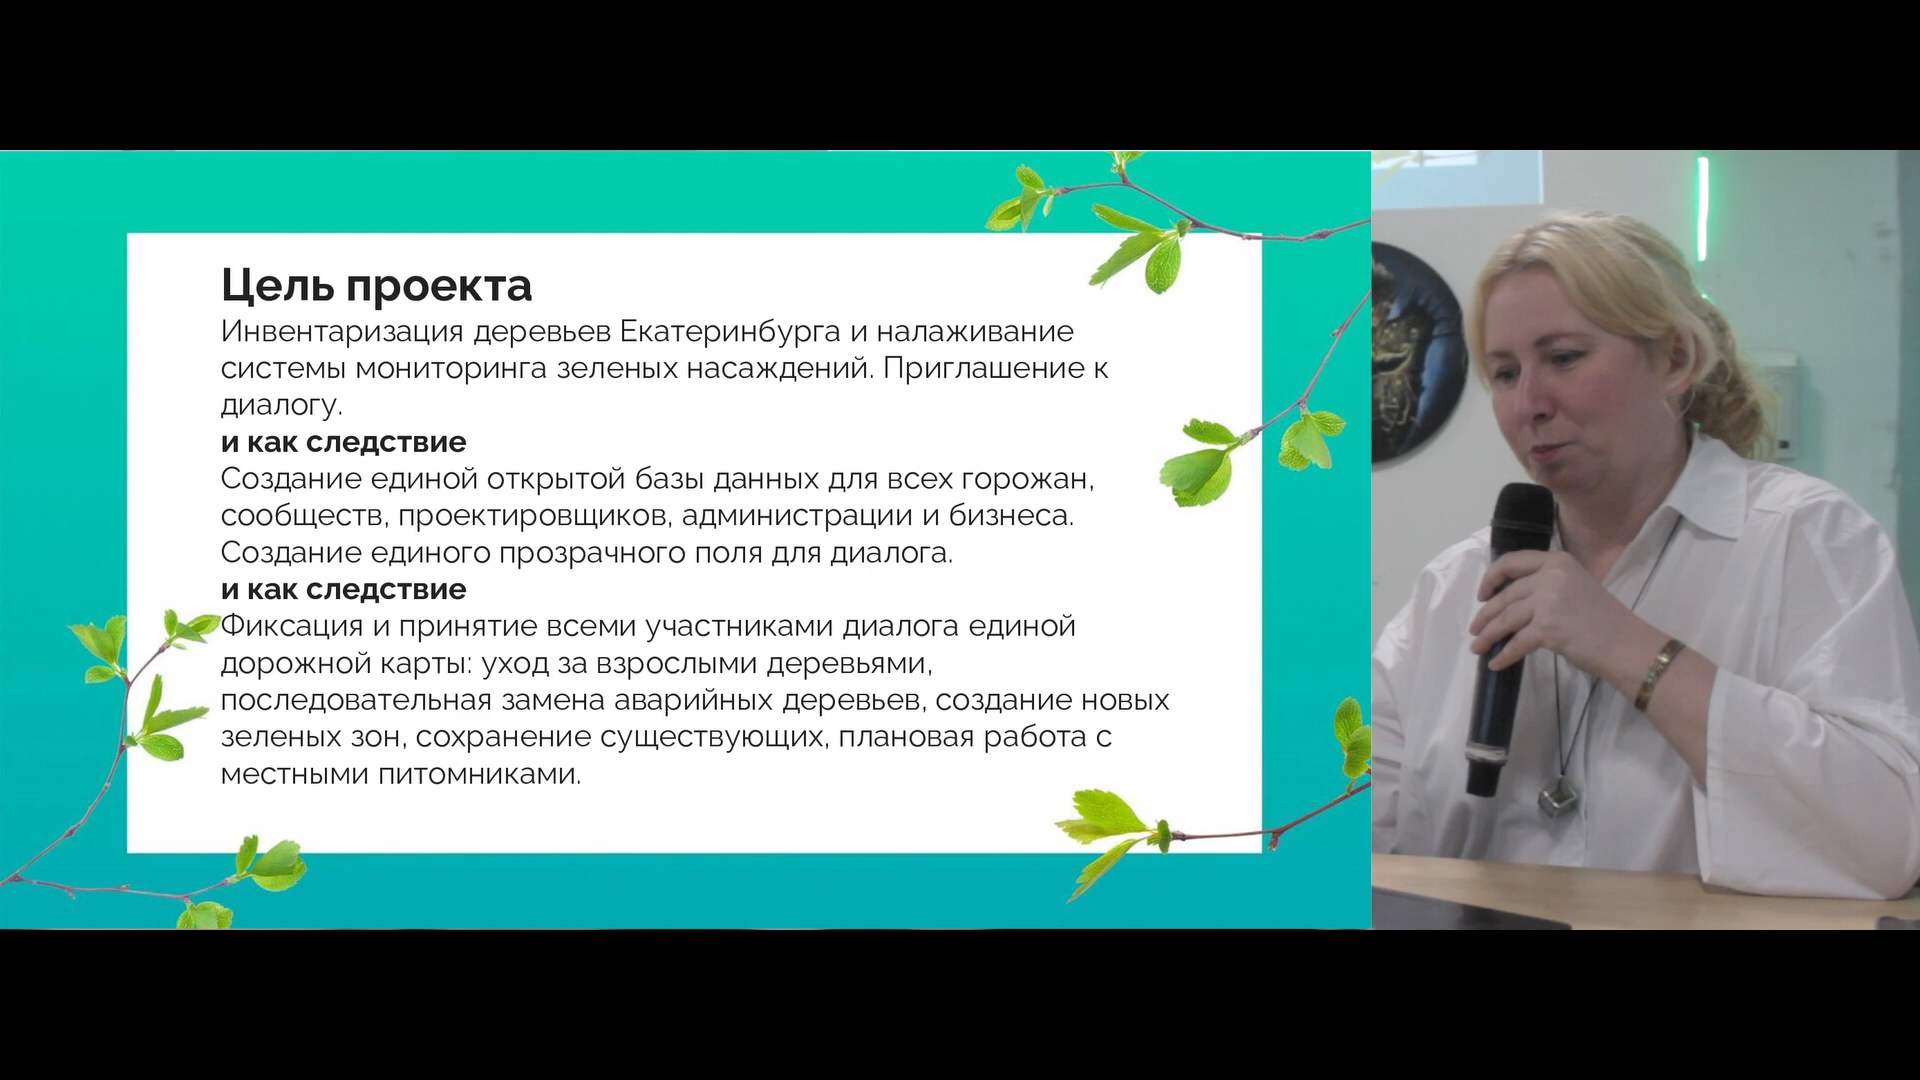 Цель проекта
Инвентаризация деревьев Екатеринбурга и налаживание
системы мониторинга зеленых насаждений. Приглашение к
диалогу.
и как следствие
Создание единой открытой базы данных для всех горожан,
сообществ, проектировщиков, администрации и бизнеса.
Создание единого прозрачного поля для диалога.
и как следствие
Фиксация и принятие всеми участниками диалога единой
дорожной карты: уход за взрослыми деревьями,
последовательная замена аварийных деревьев, создание новых
зеленых зон, сохранение существующих, плановая работа с
местными питомниками.